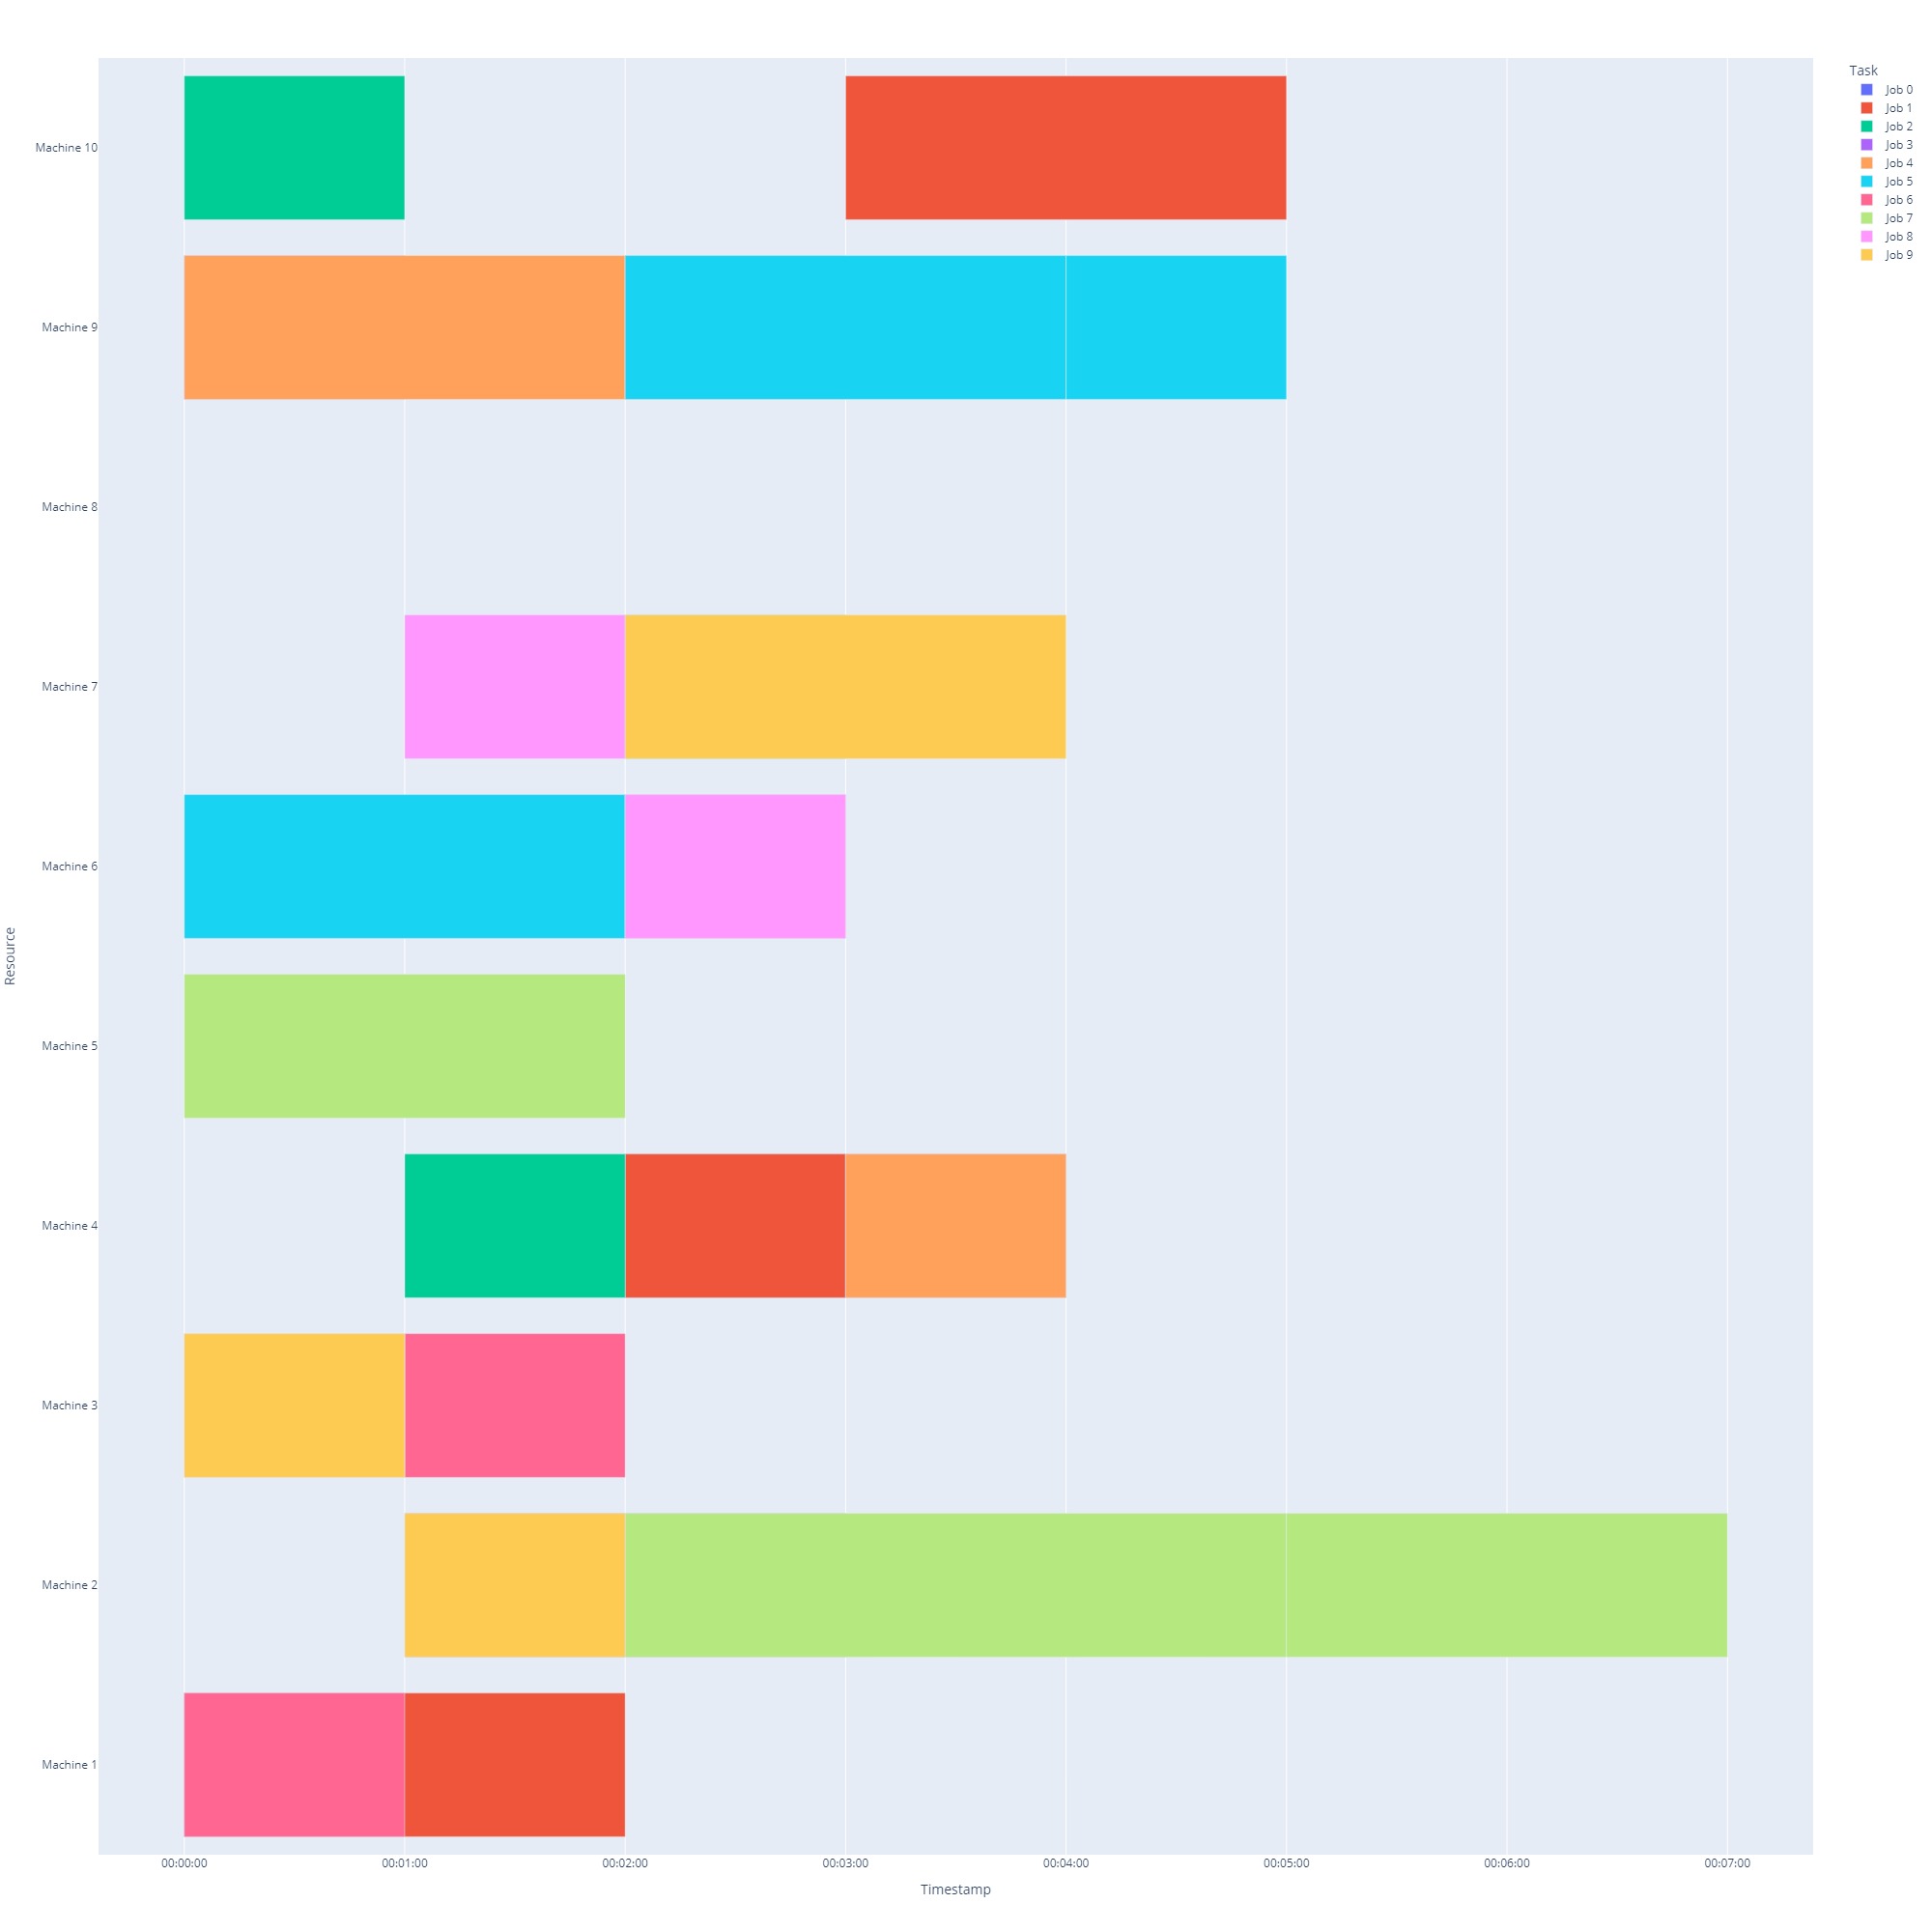 Task
Job 0
Job 1
Job 2
Job 3
Job 4
Job 5
Job 6
Job 7
Job 8
Job 9
Machine 10
Machine 9
Machine 8
Machine 7
Machine 6
Machine 5
Machine 4
Machine 3
Machine 2
Machine 1
Resource
00:00:00 00:01:00 00:02:00 00:03:00 00:04:00 00:05:00 00:06:00 00:07:00
Timestamp